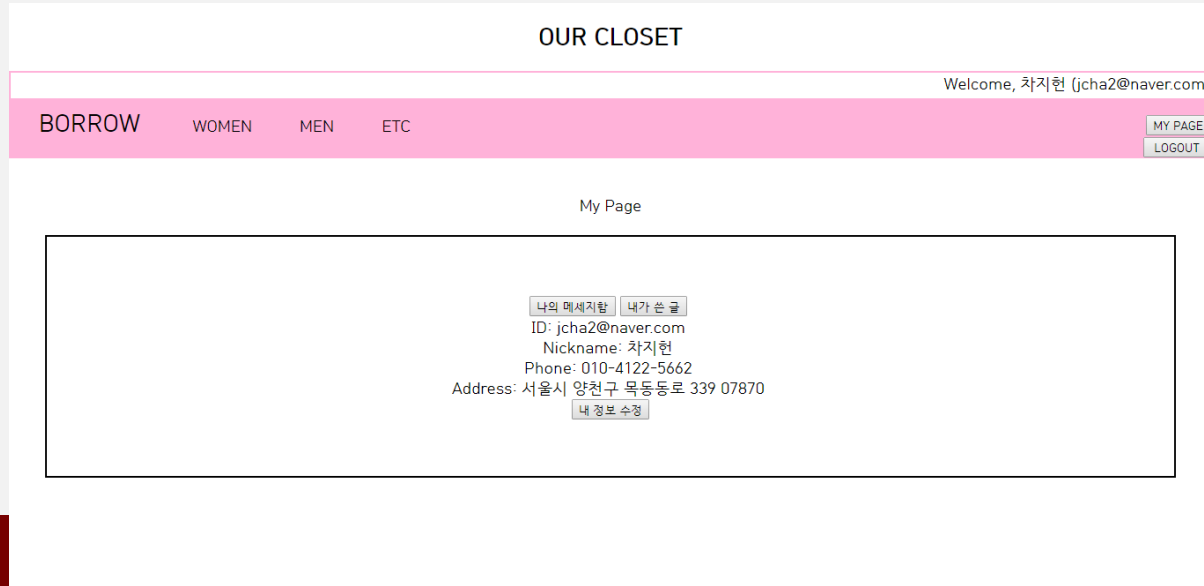 OUR CLOSET
Welcome, 차지헌 (jcha2@naver.com
BORROW WOMEN MEN ETC MY PAGE
LOGOUT
My Page
나의 메세지함 내가 쓴 글
ID: jcha2@naver.com
Nickname: 차지헌
Phone: 010-4122-5662
Address: 서울시 양천구 목동동로 339 07870
내 정보 수정